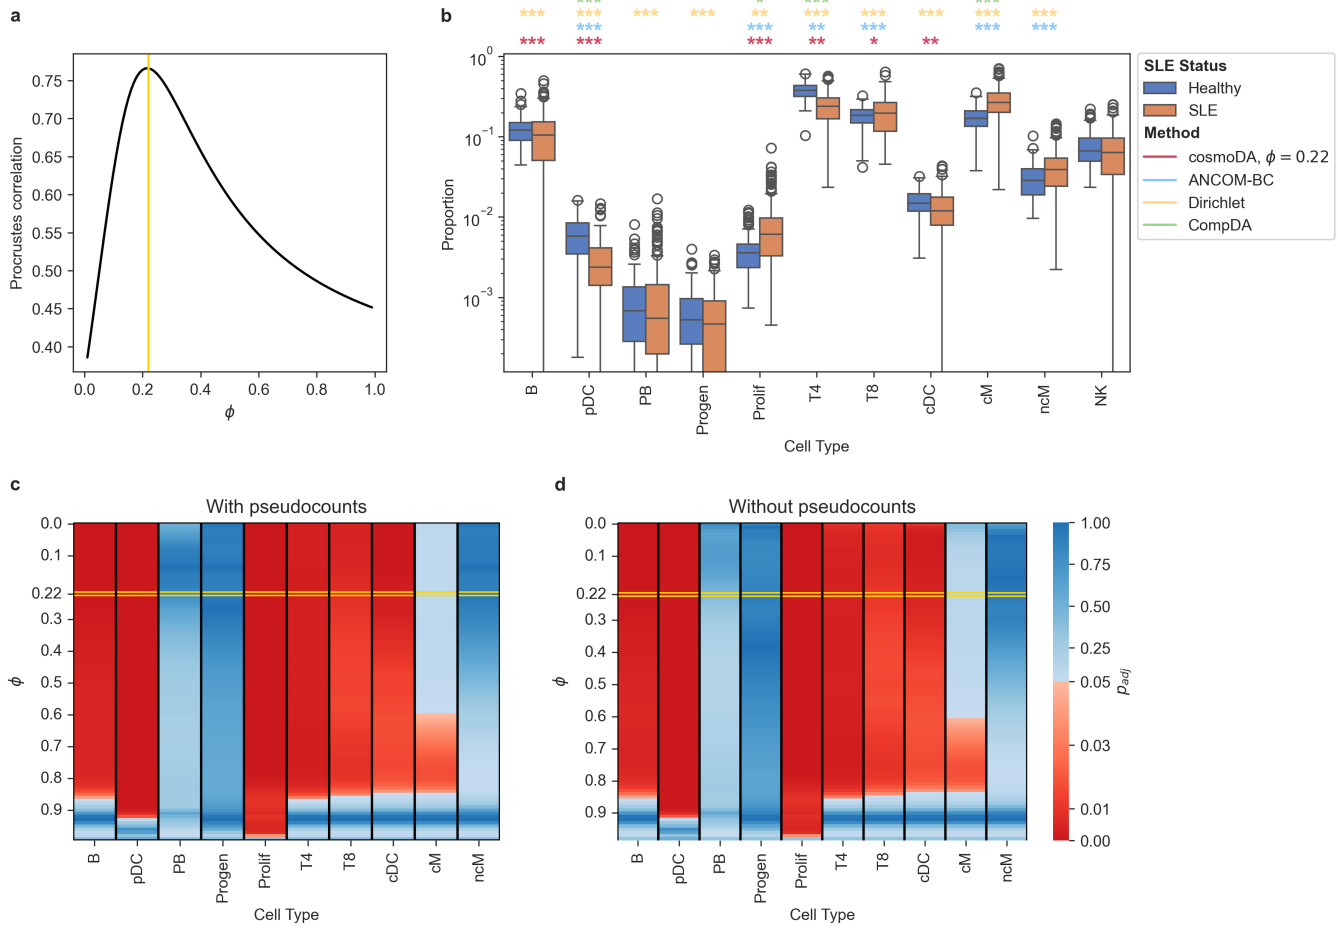 a
0.75
0.70
0.65
0.60
0.55
0.50
0.45
0.40
Procrustes correlation
0.0 0.2 0.4 0.6 0.8 1.0
ϕ
b
*** * *** ***
*** *** *** *** ** *** *** *** *** ***
*** *** ** *** *** ***
*** *** *** ** * **
10⁰
10⁻¹
10⁻²
10⁻³
Proportion
B pDC PB Progen Prolif T4 T8 cDC cM ncM NK
Cell Type
SLE Status
Healthy
SLE
Method
cosmoDA, ϕ = 0.22
ANCOM-BC
Dirichlet
CompDA
c
With pseudocounts
0.0
0.1
0.22
0.3
0.4
0.5
0.6
0.7
0.8
0.9
ϕ
B pDC PB Progen Prolif T4 T8 cDC cM ncM
Cell Type
d
Without pseudocounts
0.0
0.1
0.22
0.3
0.4
0.5
0.6
0.7
0.8
0.9
ϕ
B pDC PB Progen Prolif T4 T8 cDC cM ncM
Cell Type
1.00
0.75
0.50
0.25
0.05
0.03
0.01
0.00
p_adj